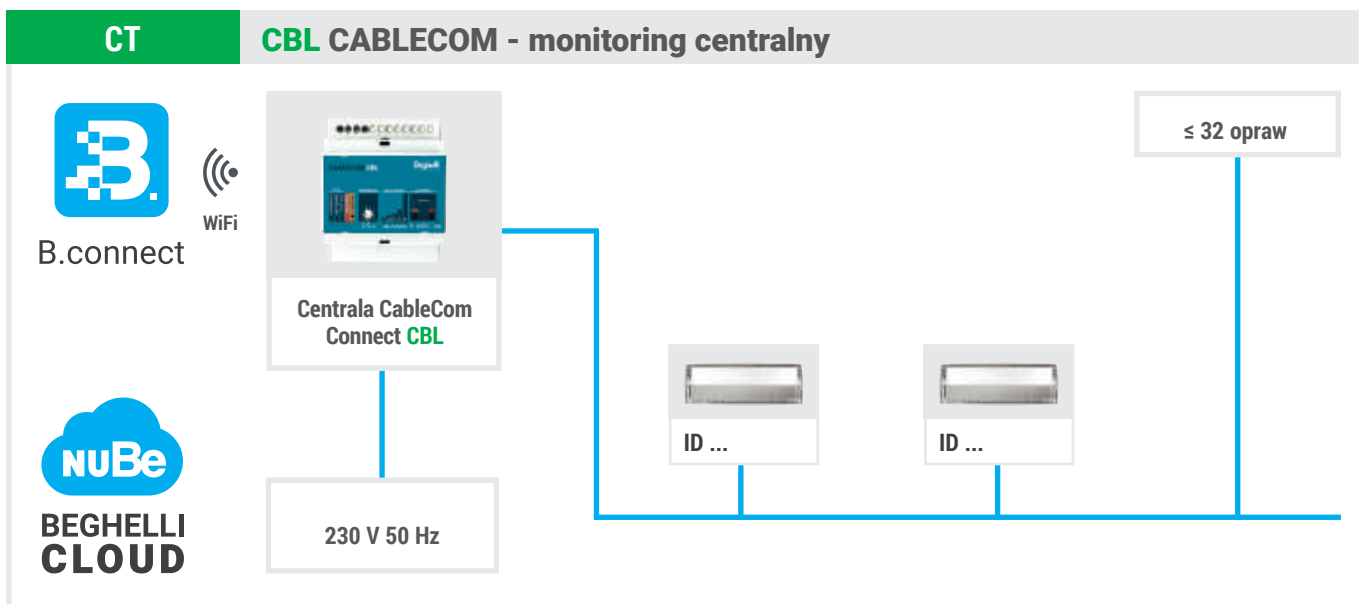 CT
CBL CABLECOM - monitoring centralny
B.
WiFi
B.connect
Beghelli
Centrala CableCom
Connect CBL
≤ 32 opraw
ID ...
ID ...
NUBe
BEGHELLI
CLOUD
230 V 50 Hz